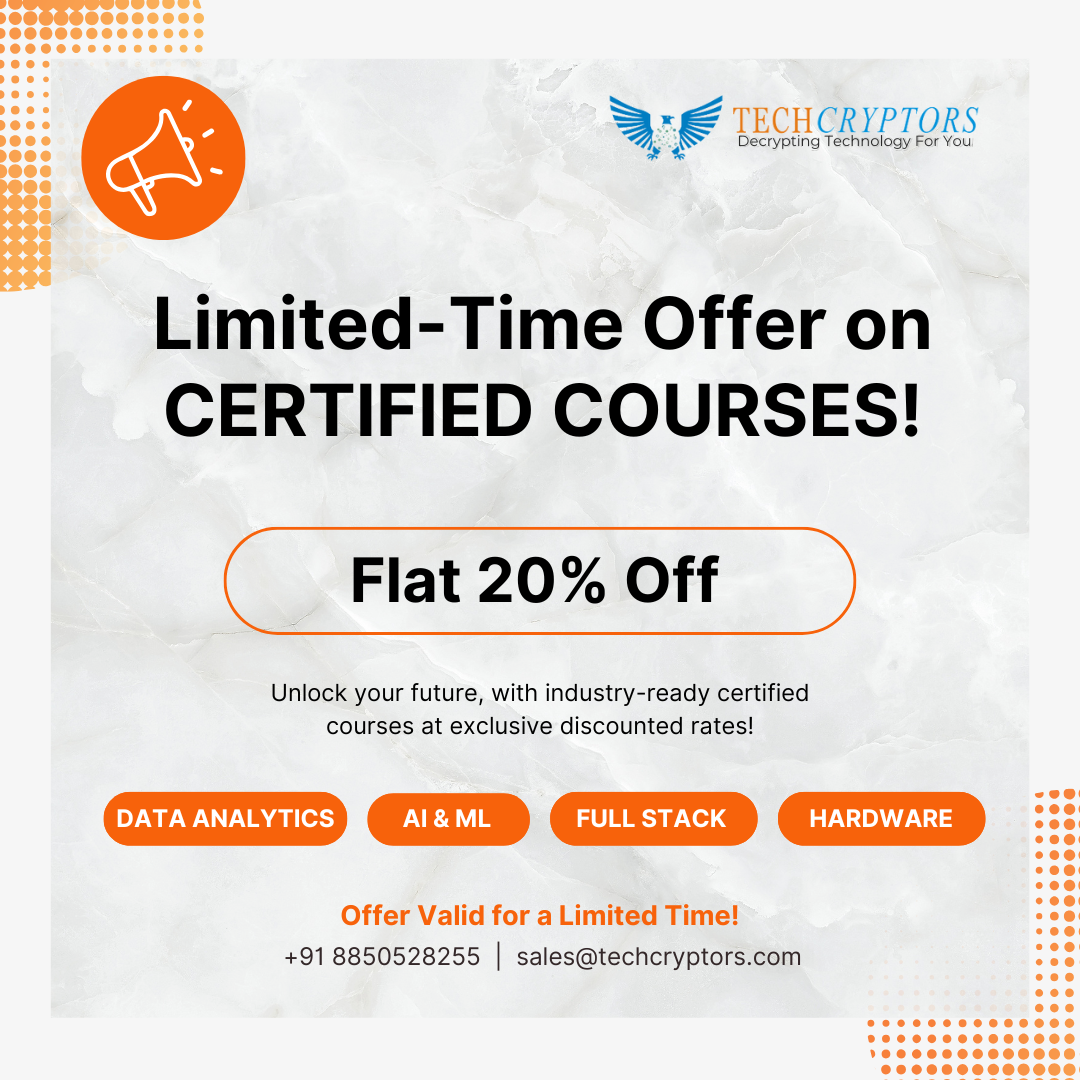 TECHCRYPTORS
Decrypting Technology For You
Limited-Time Offer on
CERTIFIED COURSES!
Flat 20% Off
Unlock your future, with industry-ready certified
courses at exclusive discounted rates!
DATA ANALYTICS
AI & ML
FULL STACK
HARDWARE
Offer Valid for a Limited Time!
+91 8850528255 | sales@techcryptors.com